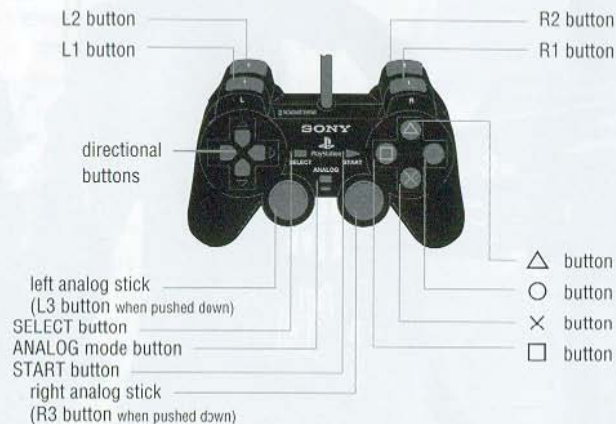 L2 button
L1 button
R2 button
R1 button
L
R
SONY
PlayStation
SELECT
START
ANALOG
directional
buttons
left analog stick
(L3 button when pushed down)
SELECT button
ANALOG mode button
START button
right analog stick
(R3 button when pushed down)
△ button
○ button
× button
□ button